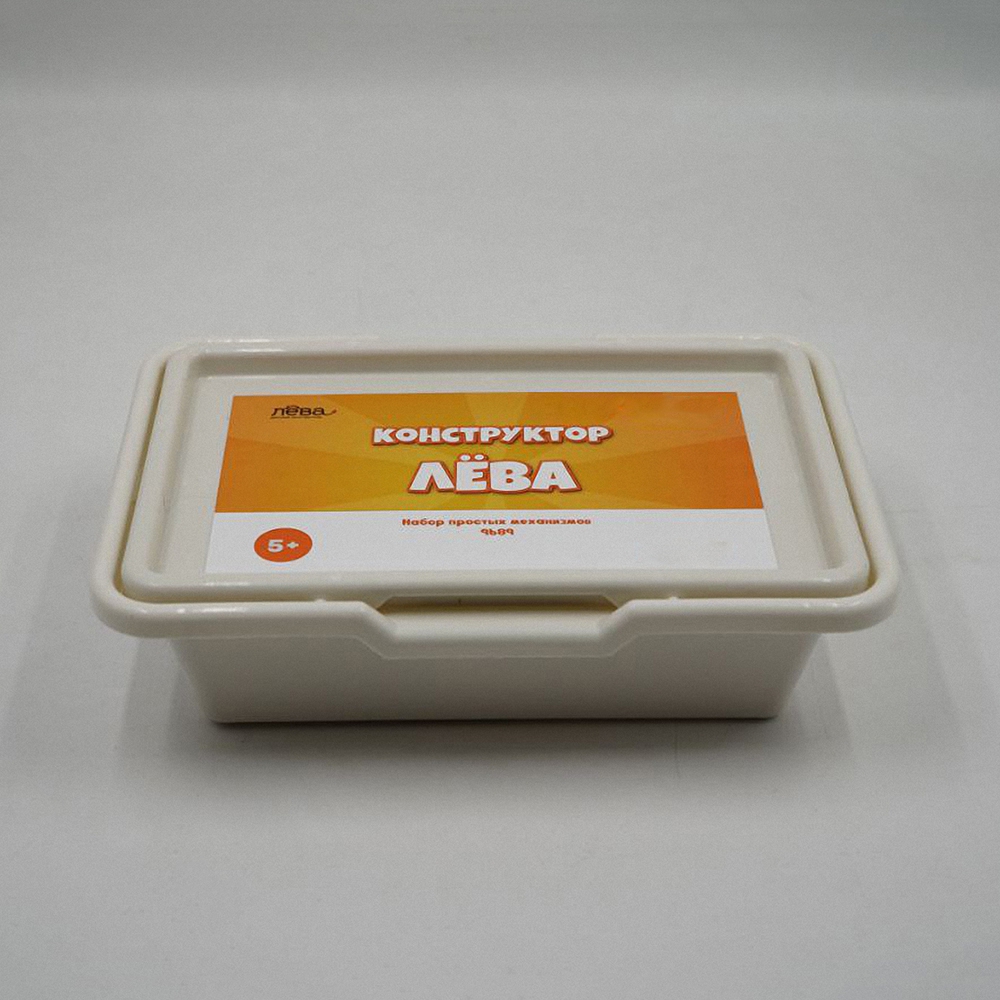 лёва
КОНСТРУКТОР
ЛЁВА
Набор простых механизмов
9689
5+